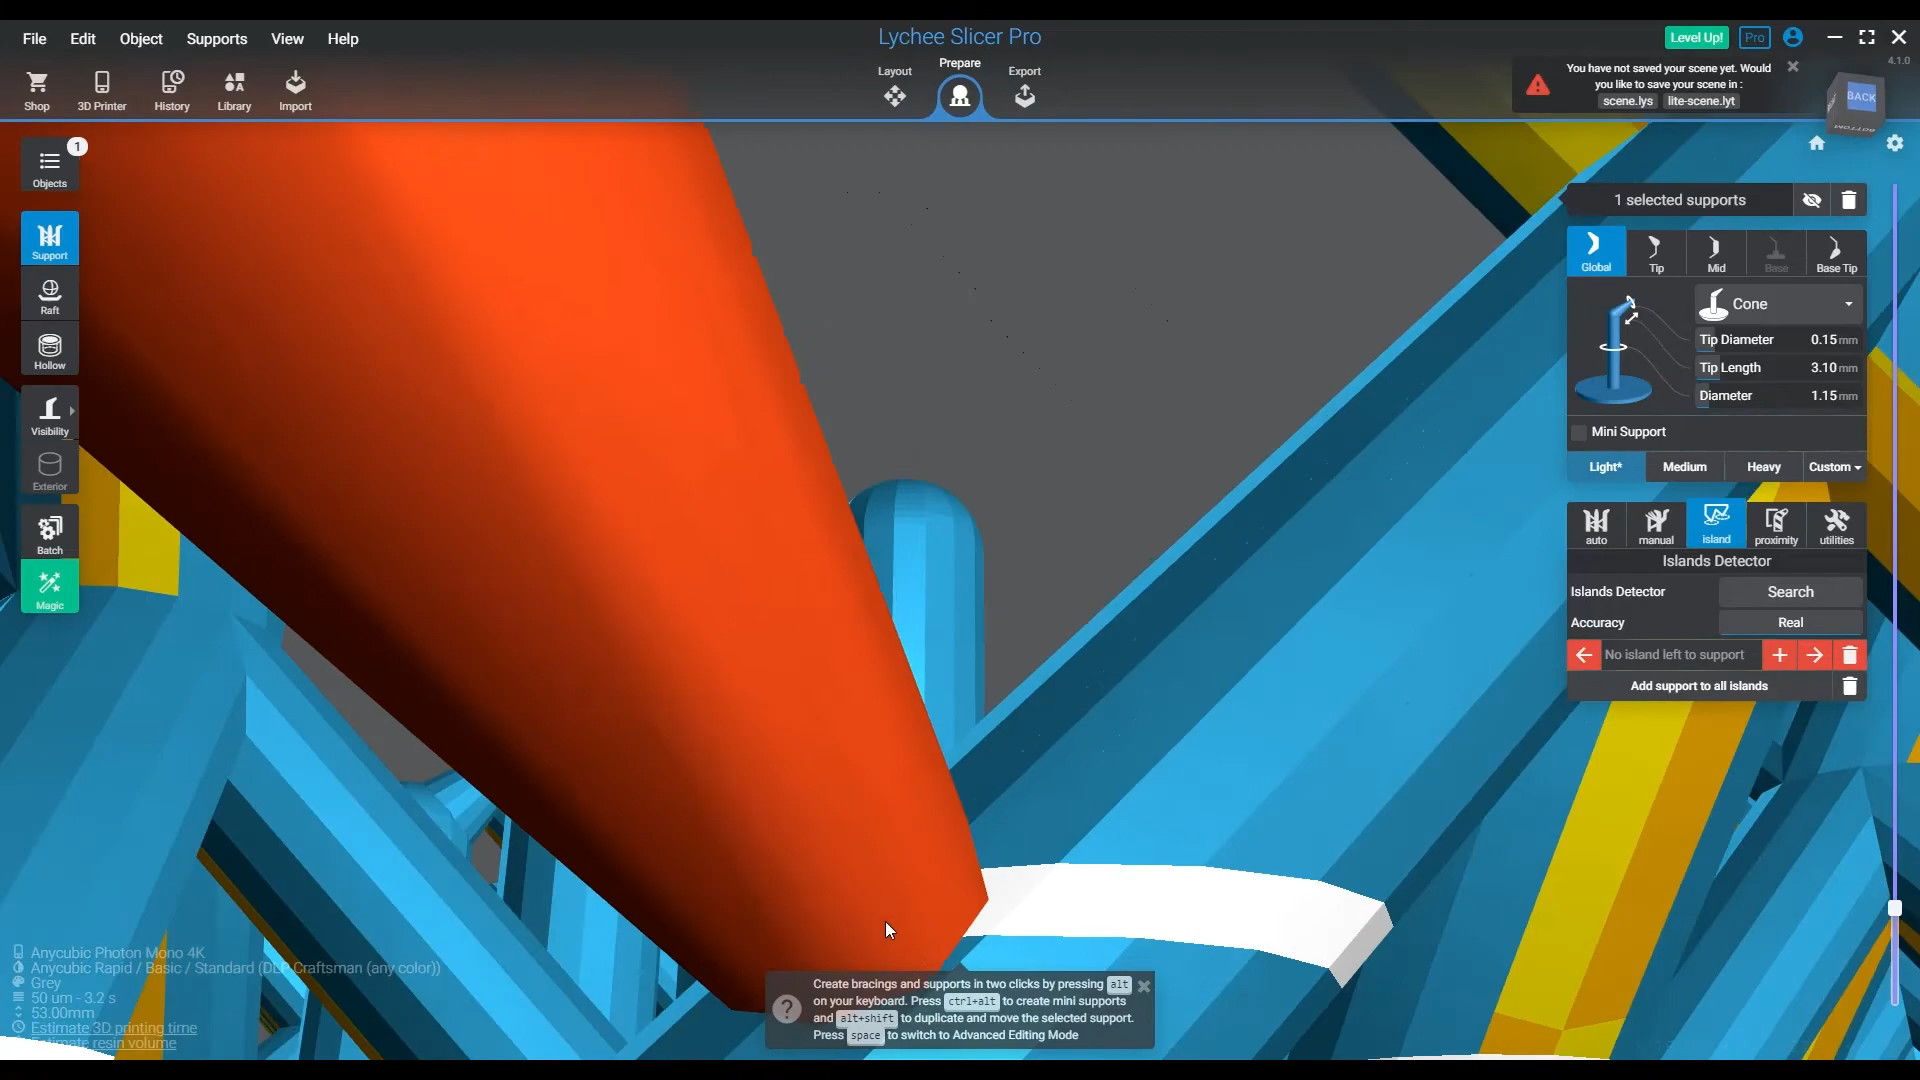 File Edit Object Supports View Help
Lychee Slicer Pro
Level Up! Pro
4.1.0
Shop 3D Printer History Library Import
Layout Prepare Export
You have not saved your scene yet. Would
you like to save your scene in :
scene.lys lite-scene.lyt
BACK
BOTTOM
Objects 1
Support
Raft
Hollow
Visibility
Exterior
Batch
Magic
1 selected supports
Global Tip Mid Base Base Tip
Cone
Tip Diameter 0.15 mm
Tip Length 3.10 mm
Diameter 1.15 mm
Mini Support
Light* Medium Heavy Custom
auto manual island proximity utilities
Islands Detector
Islands Detector Search
Accuracy Real
No island left to support
Add support to all islands
Anycubic Photon Mono 4K
Anycubic Rapid / Basic / Standard (DLP Craftsman (any color))
Grey
50 um - 3.2 s
53.00mm
Estimate 3D printing time
Estimate resin volume
Create bracings and supports in two clicks by pressing alt
on your keyboard. Press ctrl+alt to create mini supports
and alt+shift to duplicate and move the selected support.
Press space to switch to Advanced Editing Mode